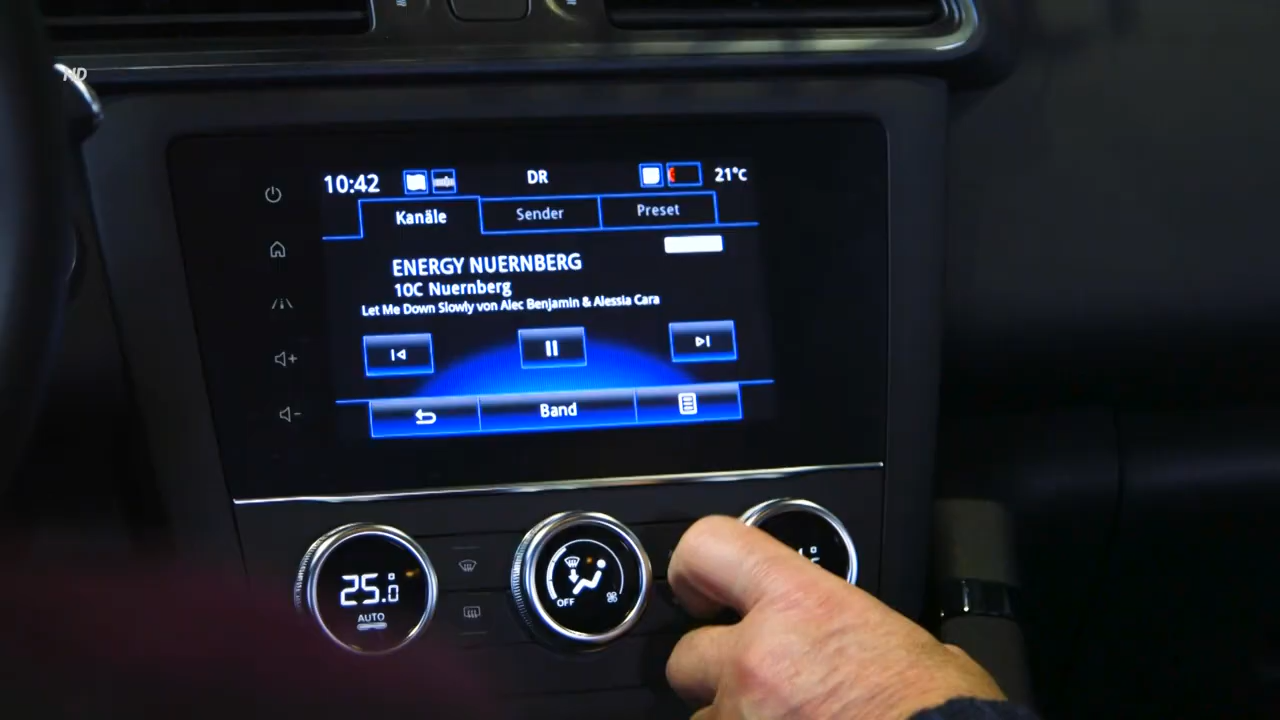 HD
10:42 DR 21°C
Kanäle Sender Preset
ENERGY NUERNBERG
10C Nuernberg
Let Me Down Slowly von Alec Benjamin & Alessia Cara
Band
25.0
AUTO
OFF